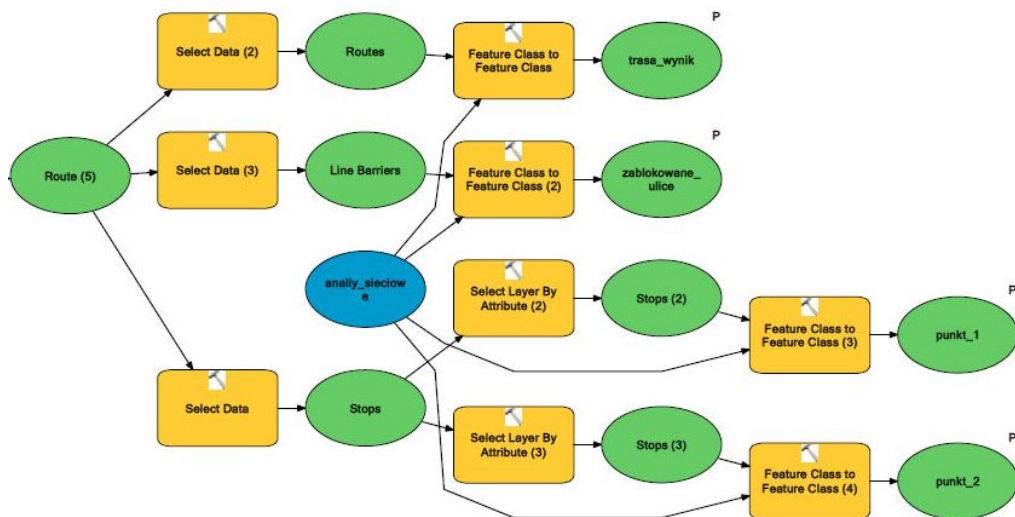 P
Select Data (2)
Routes
Feature Class to
Feature Class
trasa_wynik
P
Route (5)
Select Data (3)
Line Barriers
Feature Class to
Feature Class (2)
zablokowane_
ulice
anally_sieciow
e
Select Layer By
Attribute (2)
Stops (2)
P
Feature Class to
Feature Class (3)
punkt_1
Select Data
Stops
Select Layer By
Attribute (3)
Stops (3)
P
Feature Class to
Feature Class (4)
punkt_2